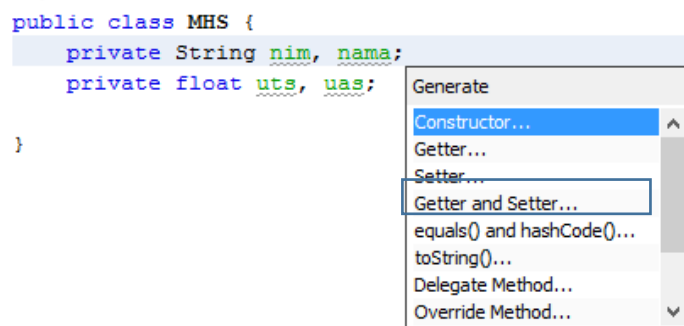 public class MHS {
private String nim, nama;
private float uts, uas;
}
Generate
Constructor...
Getter...
Setter...
Getter and Setter...
equals() and hashCode()...
toString()...
Delegate Method...
Override Method...